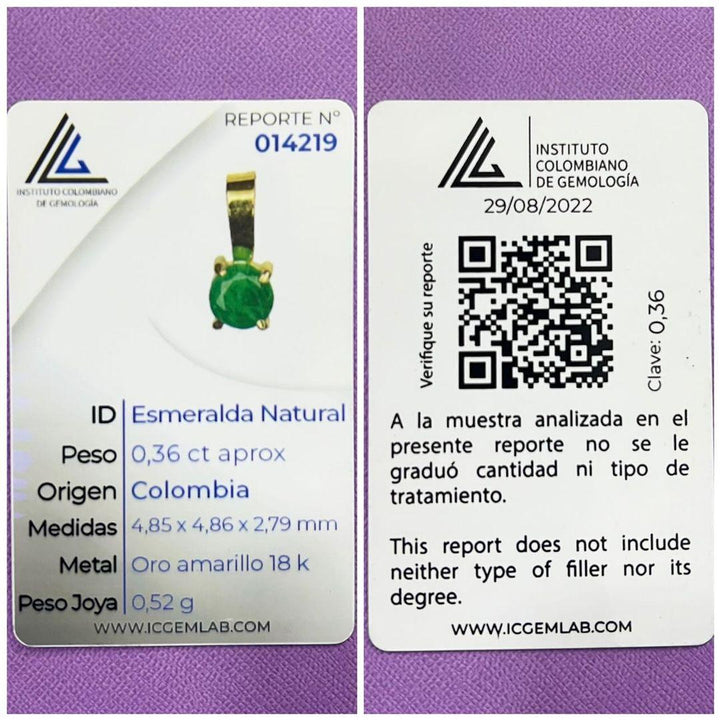 REPORTE N°
014219
INSTITUTO COLOMBIANO
DE GEMOLOGÍA
ID Esmeralda Natural
Peso 0,36 ct aprox
Origen Colombia
Medidas 4,85 x 4,86 x 2,79 mm
Metal Oro amarillo 18 k
Peso Joya 0,52 g
WWW.ICGEMLAB.COM
INSTITUTO
COLOMBIANO
DE GEMOLOGÍA
29/08/2022
Verifique su reporte
Clave: 0,36
A la muestra analizada en el
presente reporte no se le
graduó cantidad ni tipo de
tratamiento.
This report does not include
neither type of filler nor its
degree.
WWW.ICGEMLAB.COM